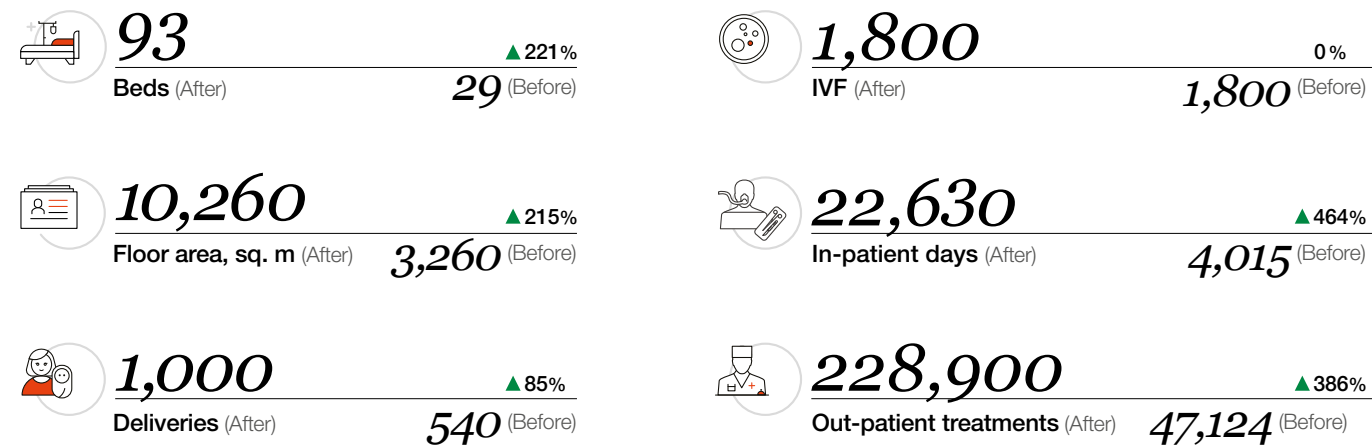 93
▲ 221%
Beds (After)
29 (Before)
10,260
▲ 215%
Floor area, sq. m (After)
3,260 (Before)
1,000
▲ 85%
Deliveries (After)
540 (Before)
1,800
0 %
IVF (After)
1,800 (Before)
22,630
▲ 464%
In-patient days (After)
4,015 (Before)
228,900
▲ 386%
Out-patient treatments (After)
47,124 (Before)